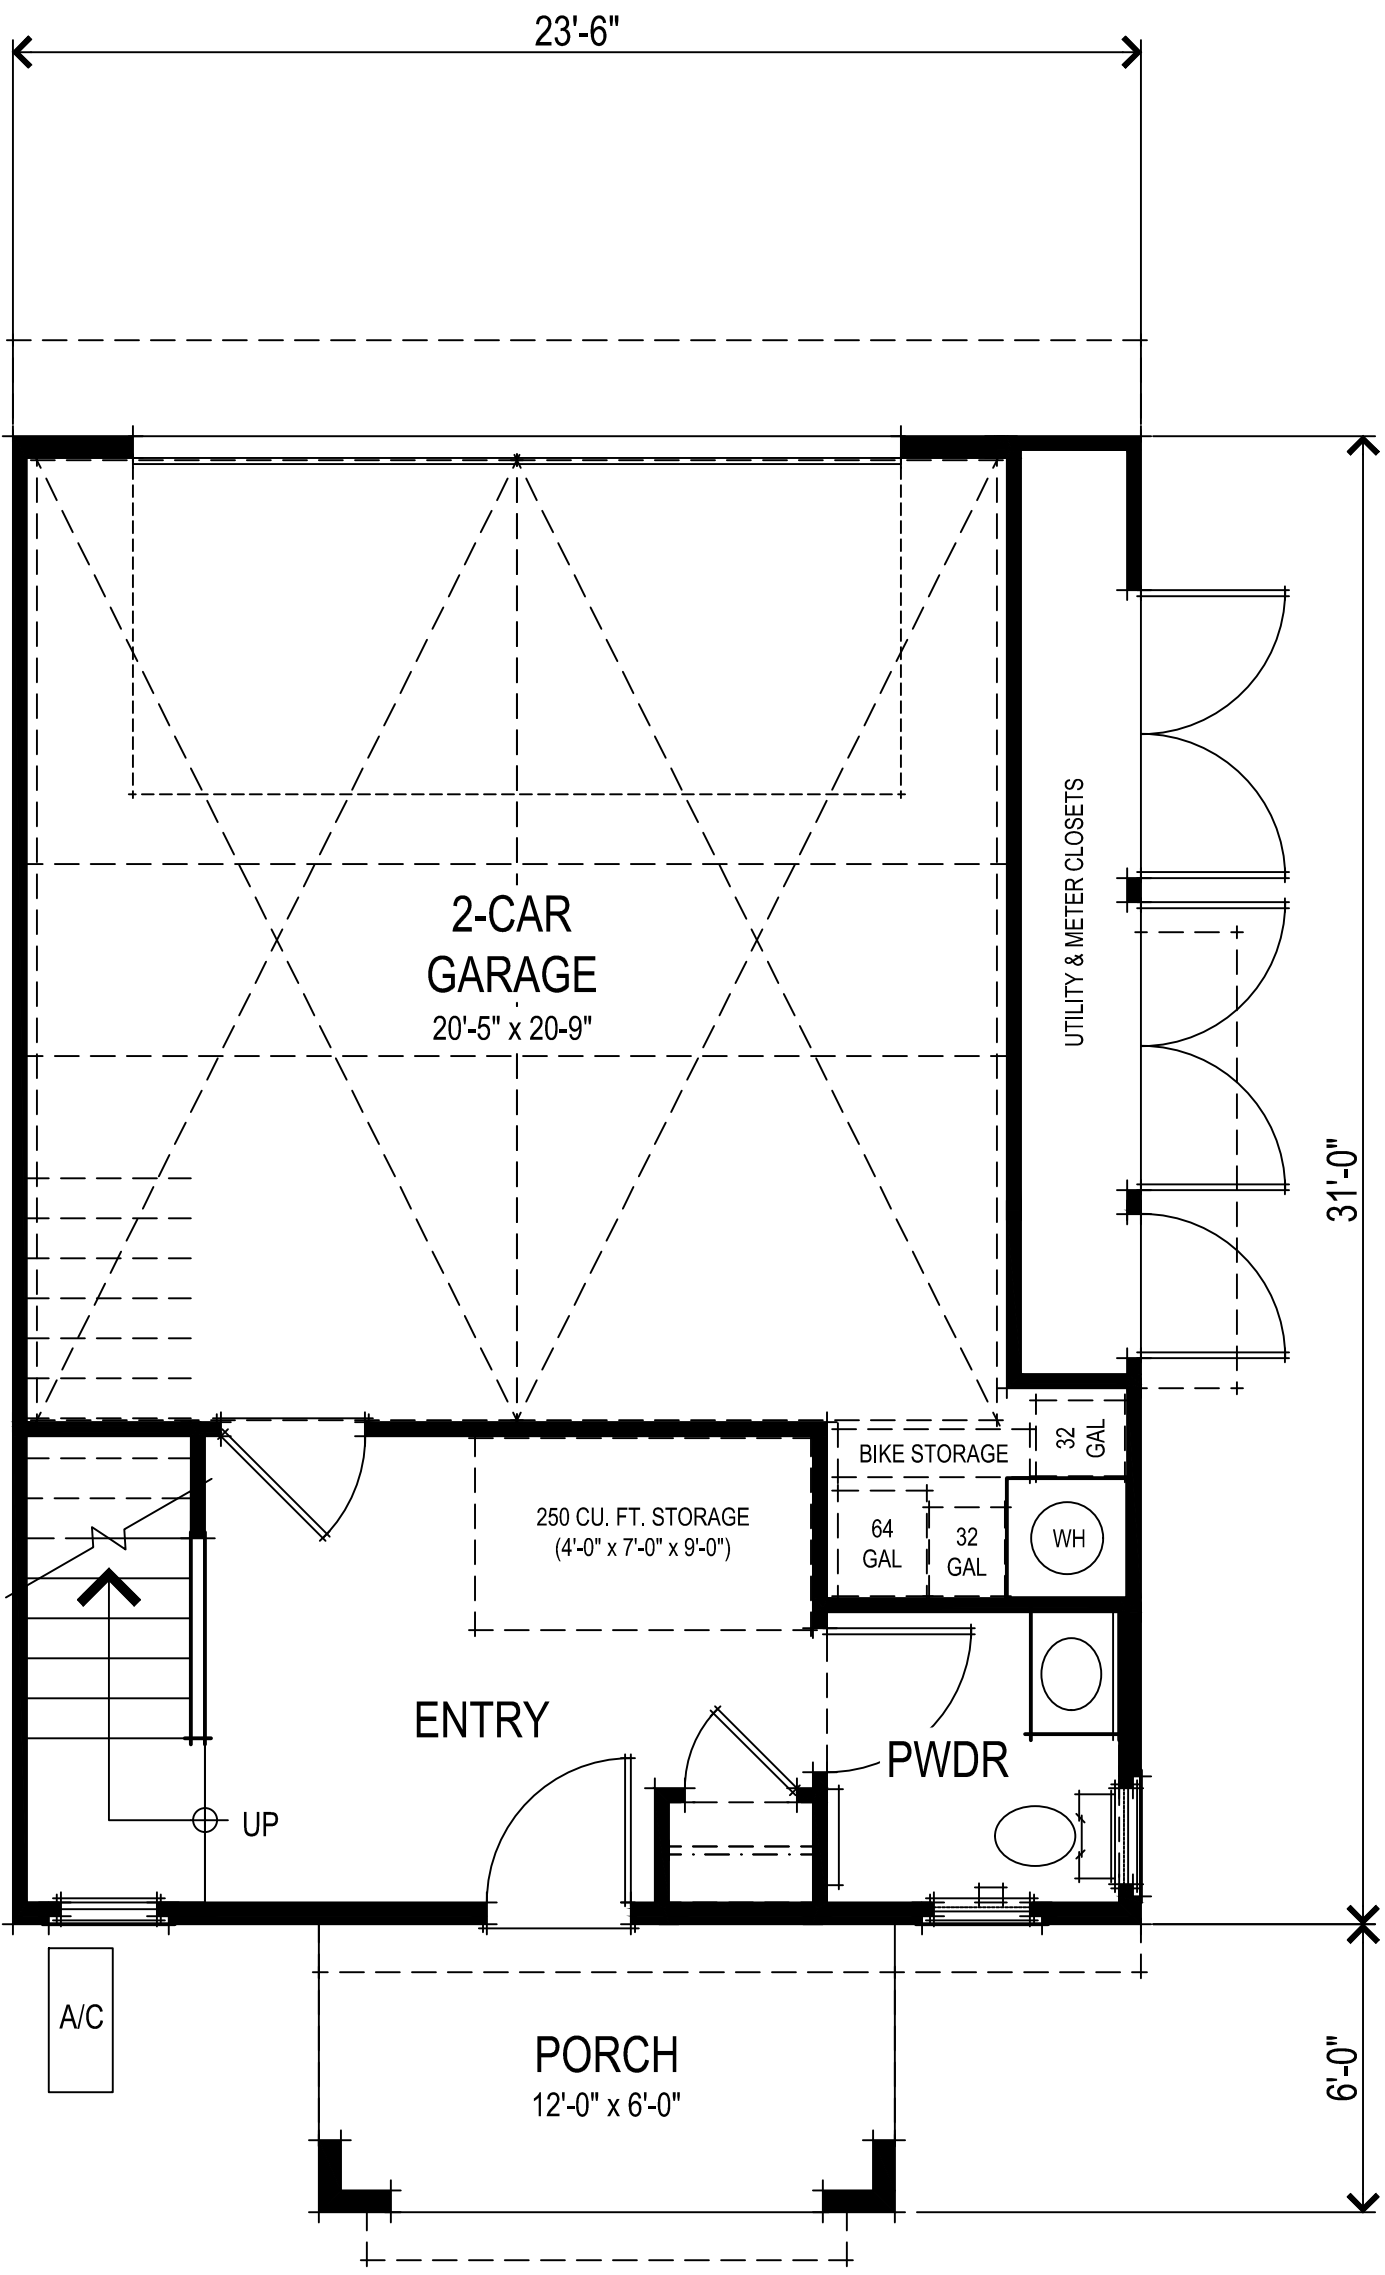 23'-6"
2-CAR
GARAGE
20'-5" x 20-9"
UTILITY & METER CLOSETS
31'-0"
BIKE STORAGE
32
GAL
250 CU. FT. STORAGE
(4'-0" x 7'-0" x 9'-0")
64
GAL
32
GAL
WH
ENTRY
PWDR
UP
A/C
PORCH
12'-0" x 6'-0"
6'-0"